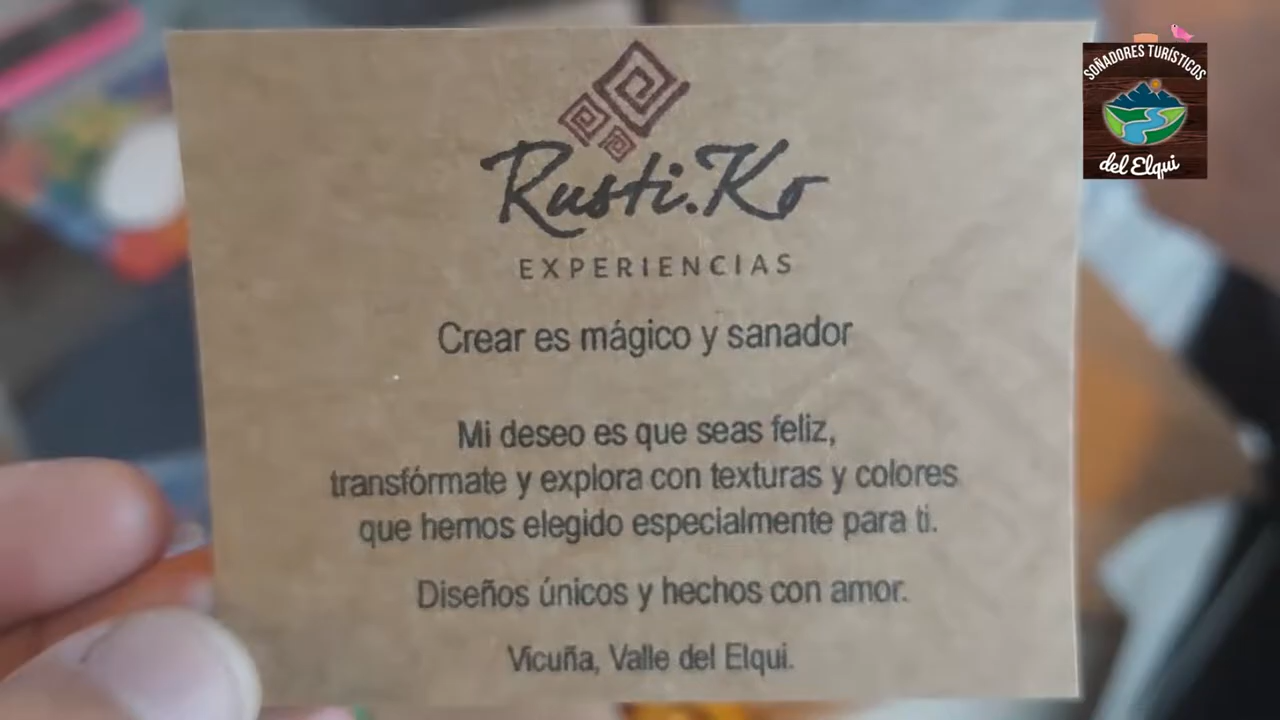 Rusti.Ko
EXPERIENCIAS
Crear es mágico y sanador
Mi deseo es que seas feliz,
transfórmate y explora con texturas y colores
que hemos elegido especialmente para ti.
Diseños únicos y hechos con amor.
Vicuña, Valle del Elqui.
SOÑADORES TURÍSTICOS
del Elqui